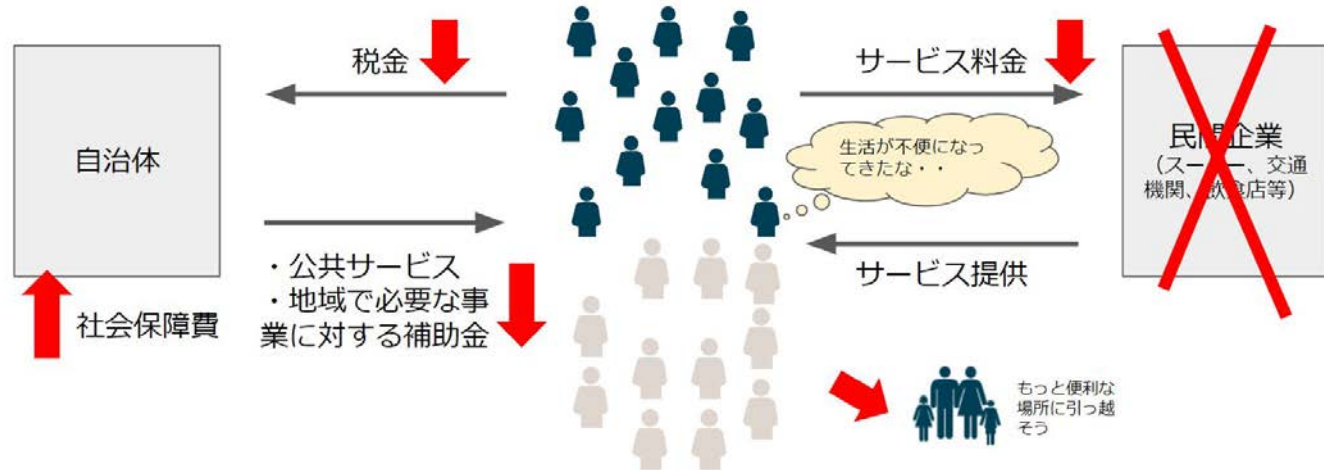 税金
サービス料金
自治体
生活が不便になっ
てきたな・・
民間企業
（スーパー、交通
機関、飲食店等）
・公共サービス
・地域で必要な事
業に対する補助金
サービス提供
社会保障費
もっと便利な
場所に引っ越
そう